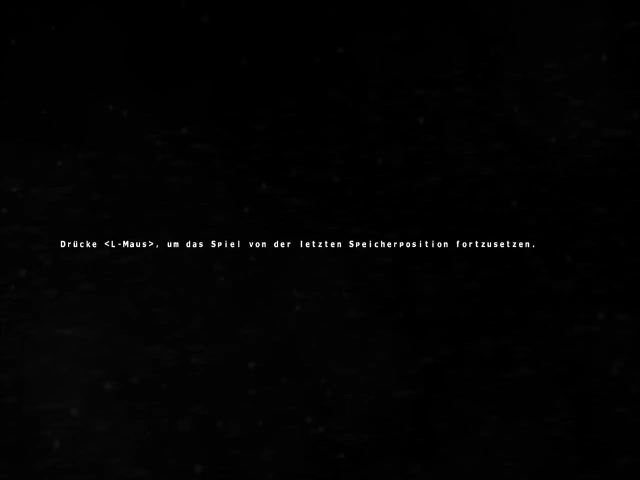 Drücke <L-Maus>, um das Spiel von der letzten Speicherposition fortzusetzen.